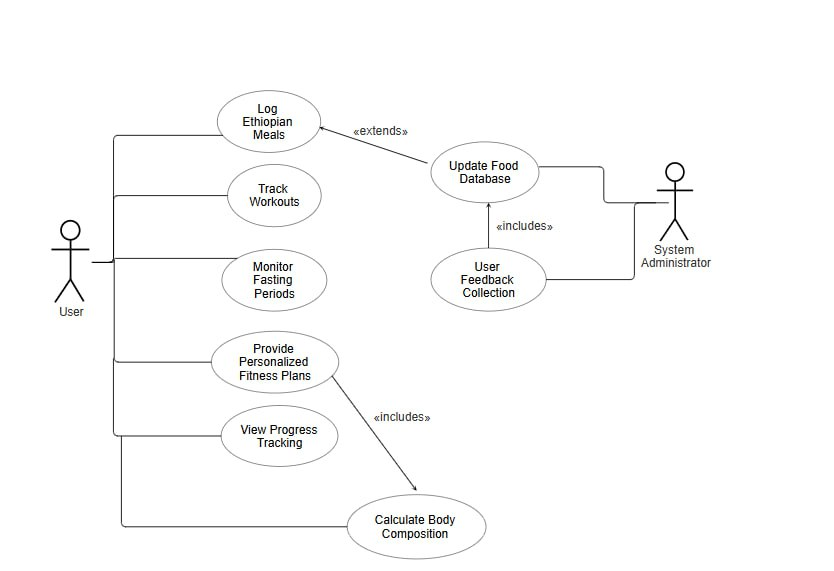 Log
Ethiopian
Meals
«extends»
Update Food
Database
Track
Workouts
«includes»
System
Administrator
Monitor
Fasting
Periods
User
Feedback
Collection
User
Provide
Personalized
Fitness Plans
«includes»
View Progress
Tracking
Calculate Body
Composition